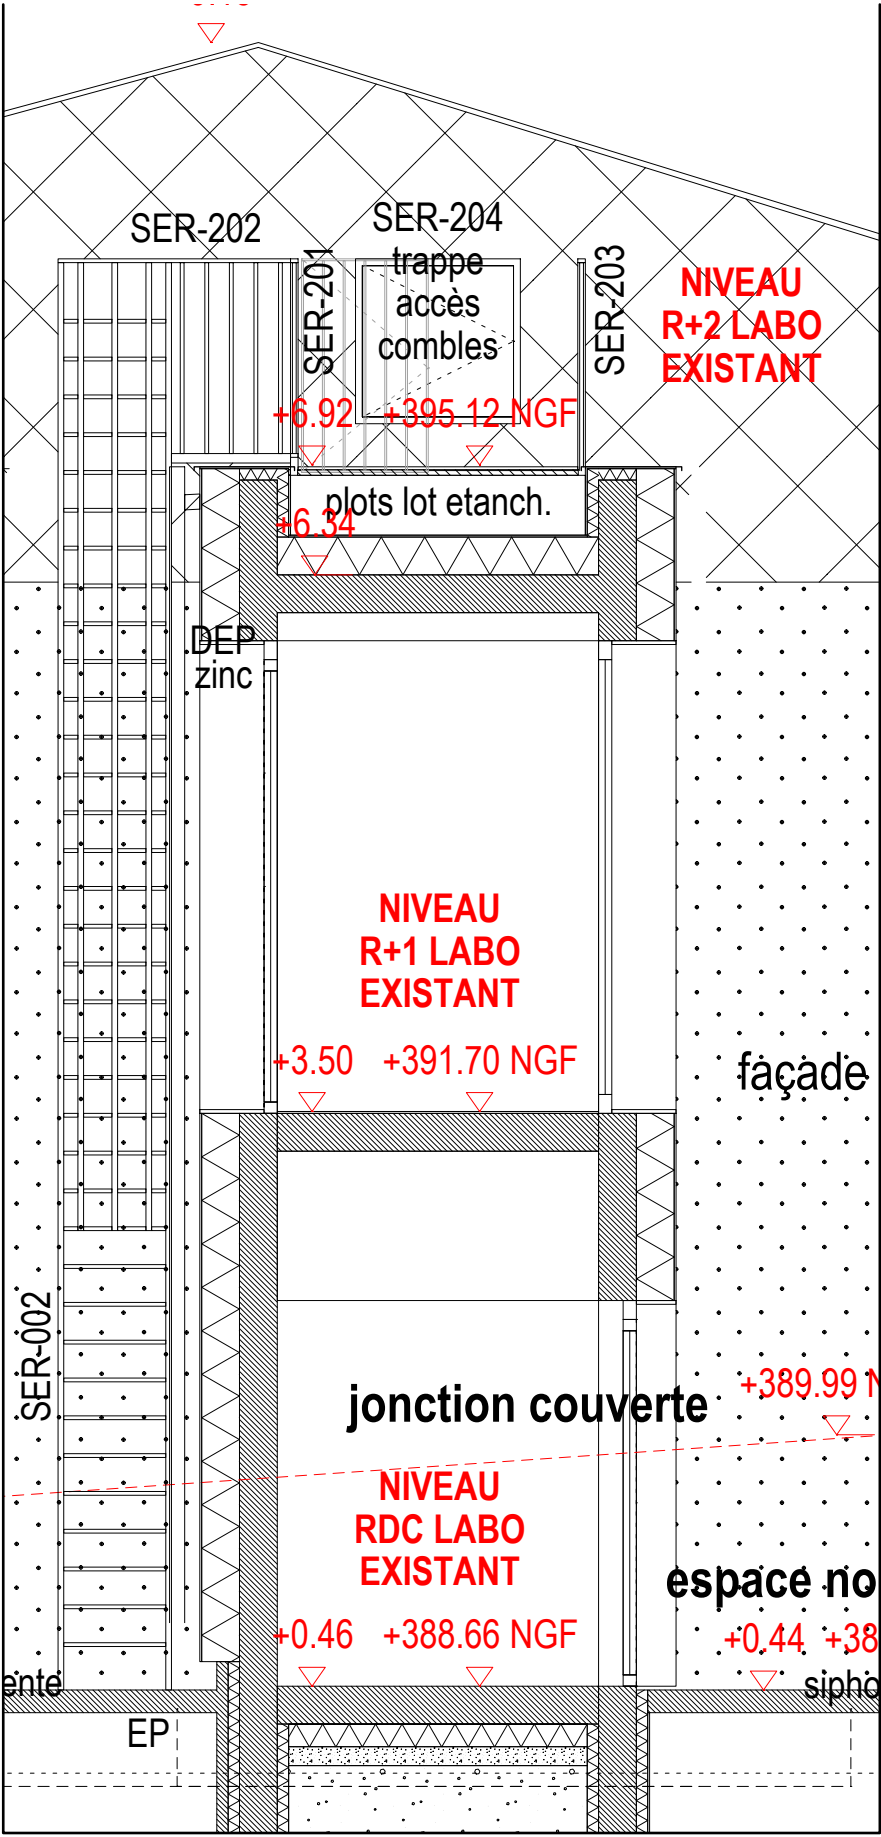 SER-202
SER-204
trappe
accès
combles
SER-201
SER-203
NIVEAU
R+2 LABO
EXISTANT
+6.92 +395.12 NGF
plots lot etanch.
+6.34
DEP
zinc
NIVEAU
R+1 LABO
EXISTANT
+3.50 +391.70 NGF
façade
SER-002
jonction couverte
+389.99 N
NIVEAU
RDC LABO
EXISTANT
espace no
+0.46 +388.66 NGF
+0.44 +38
ente
sipho
EP